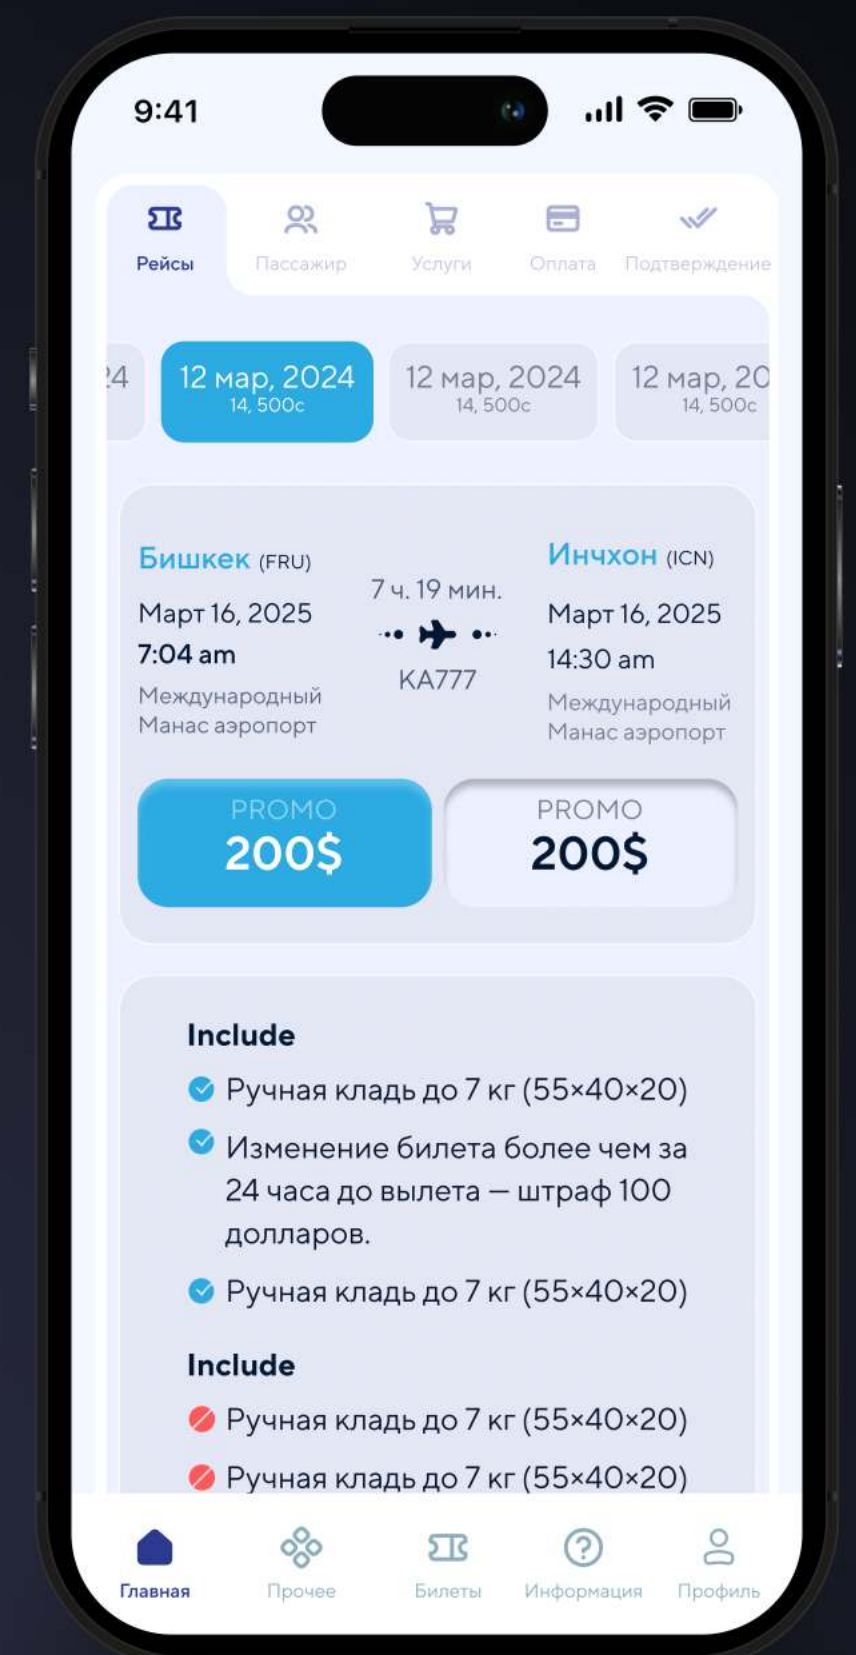 9:41
Рейсы
Пассажир
Услуги
Оплата
Подтверждение
24
12 мар, 2024
14, 500с
12 мар, 2024
14, 500с
12 мар, 20
14, 500с
Бишкек (FRU)
Март 16, 2025
7:04 am
Международный
Манас аэропорт
7 ч. 19 мин.
KA777
Инчхон (ICN)
Март 16, 2025
14:30 am
Международный
Манас аэропорт
PROMO
200$
PROMO
200$
Include
Ручная кладь до 7 кг (55×40×20)
Изменение билета более чем за
24 часа до вылета — штраф 100
долларов.
Ручная кладь до 7 кг (55×40×20)
Include
Ручная кладь до 7 кг (55×40×20)
Ручная кладь до 7 кг (55×40×20)
Главная
Прочее
Билеты
Информация
Профиль